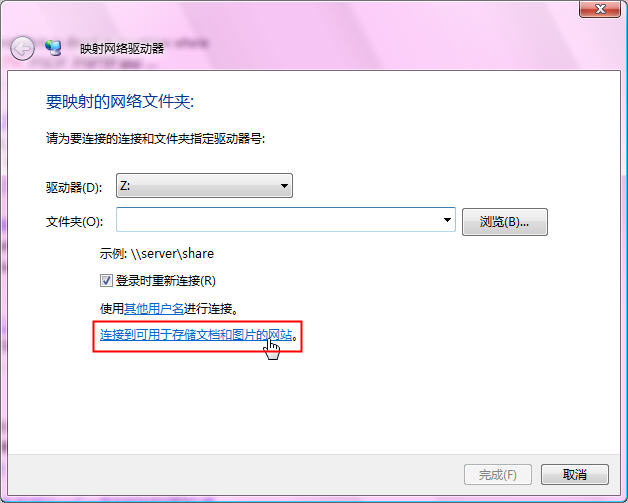 映射网络驱动器
要映射的网络文件夹:
请为要连接的连接和文件夹指定驱动器号:
驱动器(D): Z:
文件夹(O): 浏览(B)...
示例: \\server\share
登录时重新连接(R)
使用其他用户名进行连接。
连接到可用于存储文档和图片的网站。
完成(F) 取消